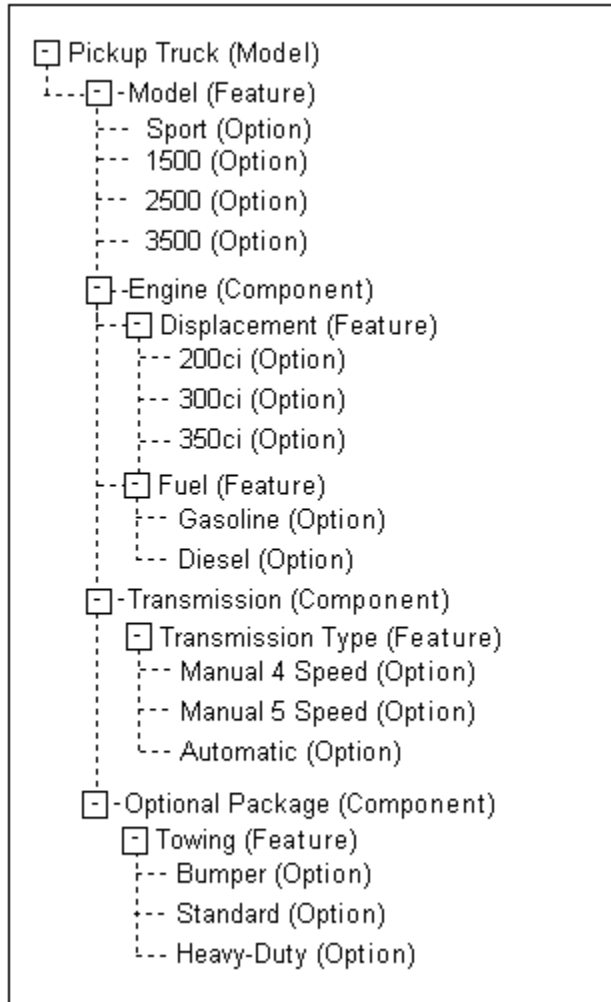 Pickup Truck (Model)
Model (Feature)
Sport (Option)
1500 (Option)
2500 (Option)
3500 (Option)
Engine (Component)
Displacement (Feature)
200ci (Option)
300ci (Option)
350ci (Option)
Fuel (Feature)
Gasoline (Option)
Diesel (Option)
Transmission (Component)
Transmission Type (Feature)
Manual 4 Speed (Option)
Manual 5 Speed (Option)
Automatic (Option)
Optional Package (Component)
Towing (Feature)
Bumper (Option)
Standard (Option)
Heavy-Duty (Option)